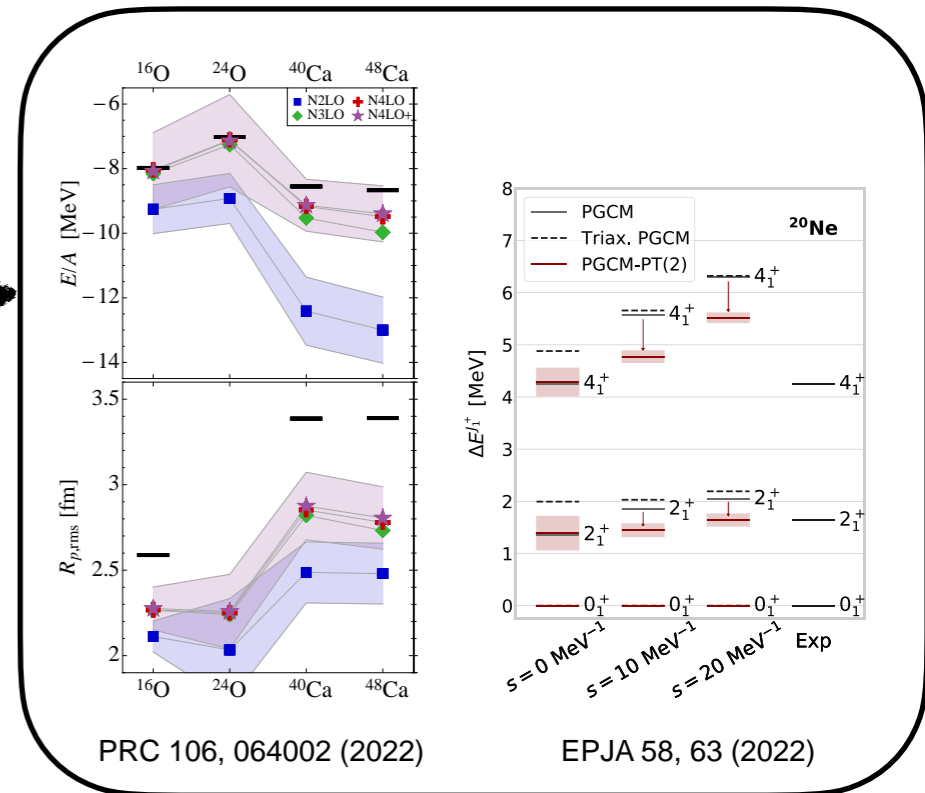 ¹⁶O ²⁴O ⁴⁰Ca ⁴⁸Ca
N2LO N4LO
N3LO N4LO+
−6
−8
−10
−12
−14
E/A [MeV]
3.5
3
2.5
2
R_{p,rms} [fm]
¹⁶O ²⁴O ⁴⁰Ca ⁴⁸Ca
PRC 106, 064002 (2022)
PGCM
Triax. PGCM
PGCM-PT(2)
²⁰Ne
8
7
6
5
4
3
2
1
0
ΔE^{J₁⁺} [MeV]
4₁⁺
4₁⁺
4₁⁺
4₁⁺
2₁⁺
2₁⁺
2₁⁺
2₁⁺
0₁⁺
0₁⁺
0₁⁺
0₁⁺
s = 0 MeV⁻¹
s = 10 MeV⁻¹
s = 20 MeV⁻¹
Exp
EPJA 58, 63 (2022)